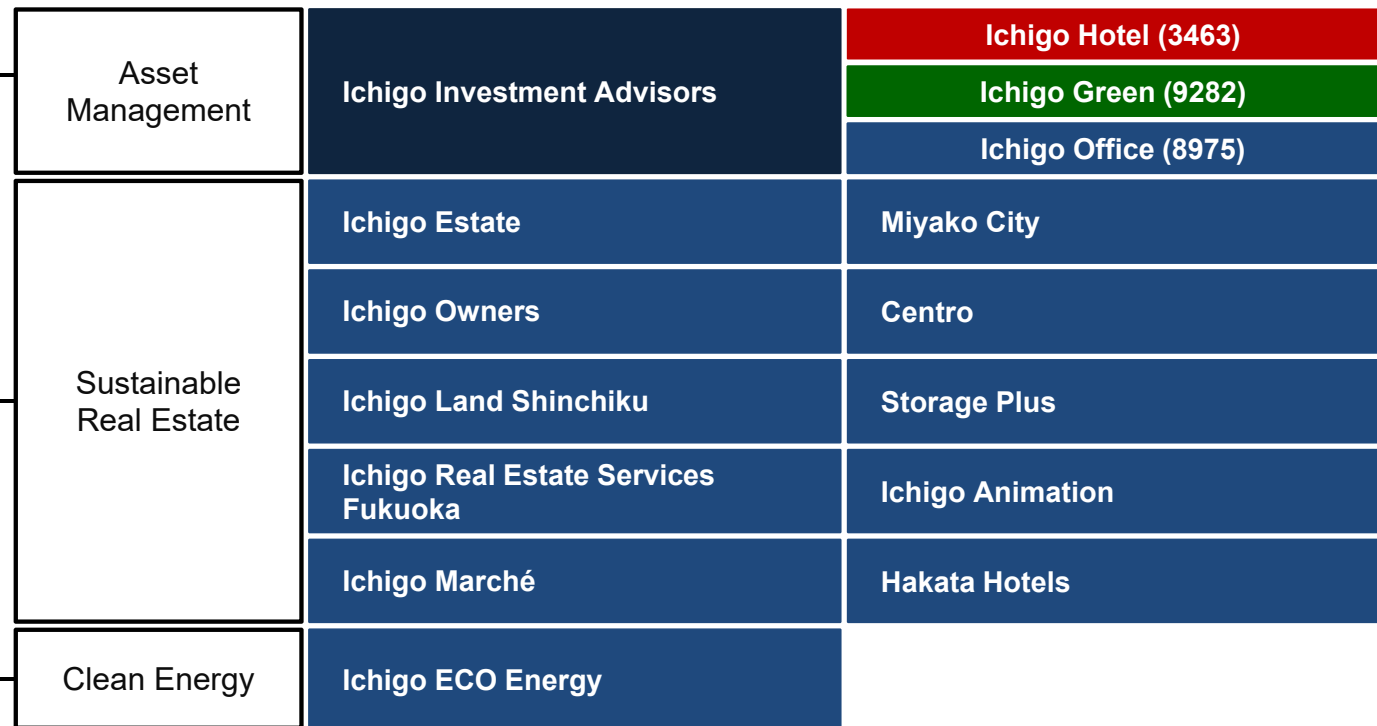 Asset
Management
Ichigo Investment Advisors
Ichigo Hotel (3463)
Ichigo Green (9282)
Ichigo Office (8975)
Sustainable
Real Estate
Ichigo Estate
Miyako City
Ichigo Owners
Centro
Ichigo Land Shinchiku
Storage Plus
Ichigo Real Estate Services
Fukuoka
Ichigo Animation
Ichigo Marché
Hakata Hotels
Clean Energy
Ichigo ECO Energy